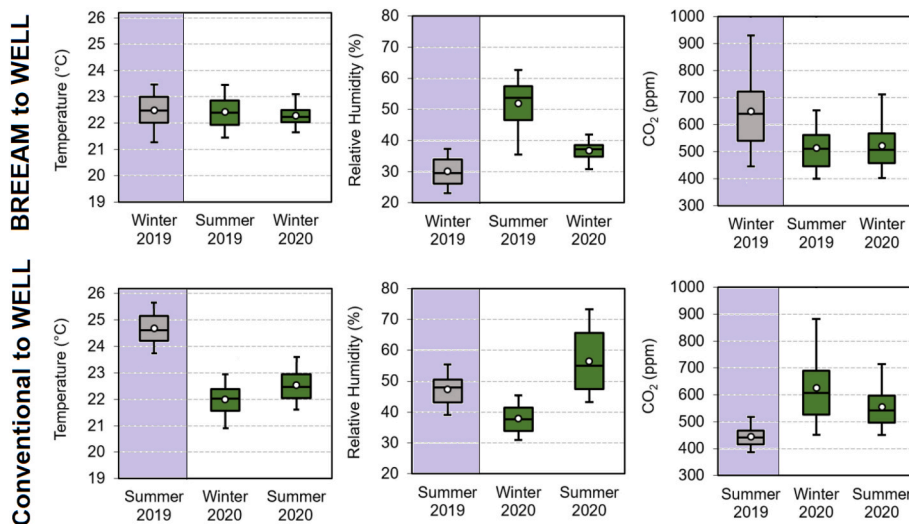 BREEAM to WELL
Temperature (°C)
26
25
24
23
22
21
20
19
Winter
2019
Summer
2019
Winter
2020
Relative Humidity (%)
80
70
60
50
40
30
20
Winter
2019
Summer
2019
Winter
2020
CO₂ (ppm)
1000
900
800
700
600
500
400
300
Winter
2019
Summer
2019
Winter
2020
Conventional to WELL
Temperature (°C)
26
25
24
23
22
21
20
19
Summer
2019
Winter
2020
Summer
2020
Relative Humidity (%)
80
70
60
50
40
30
20
Summer
2019
Winter
2020
Summer
2020
CO₂ (ppm)
1000
900
800
700
600
500
400
300
Summer
2019
Winter
2020
Summer
2020